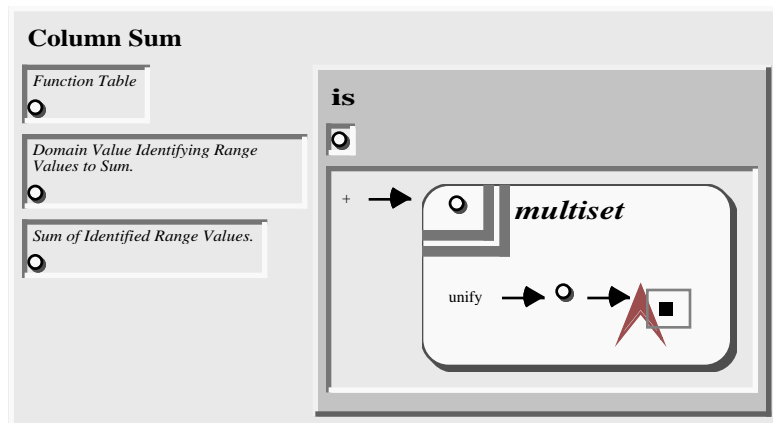 Column Sum
Function Table
Domain Value Identifying Range
Values to Sum.
Sum of Identified Range Values.
is
+
multiset
unify